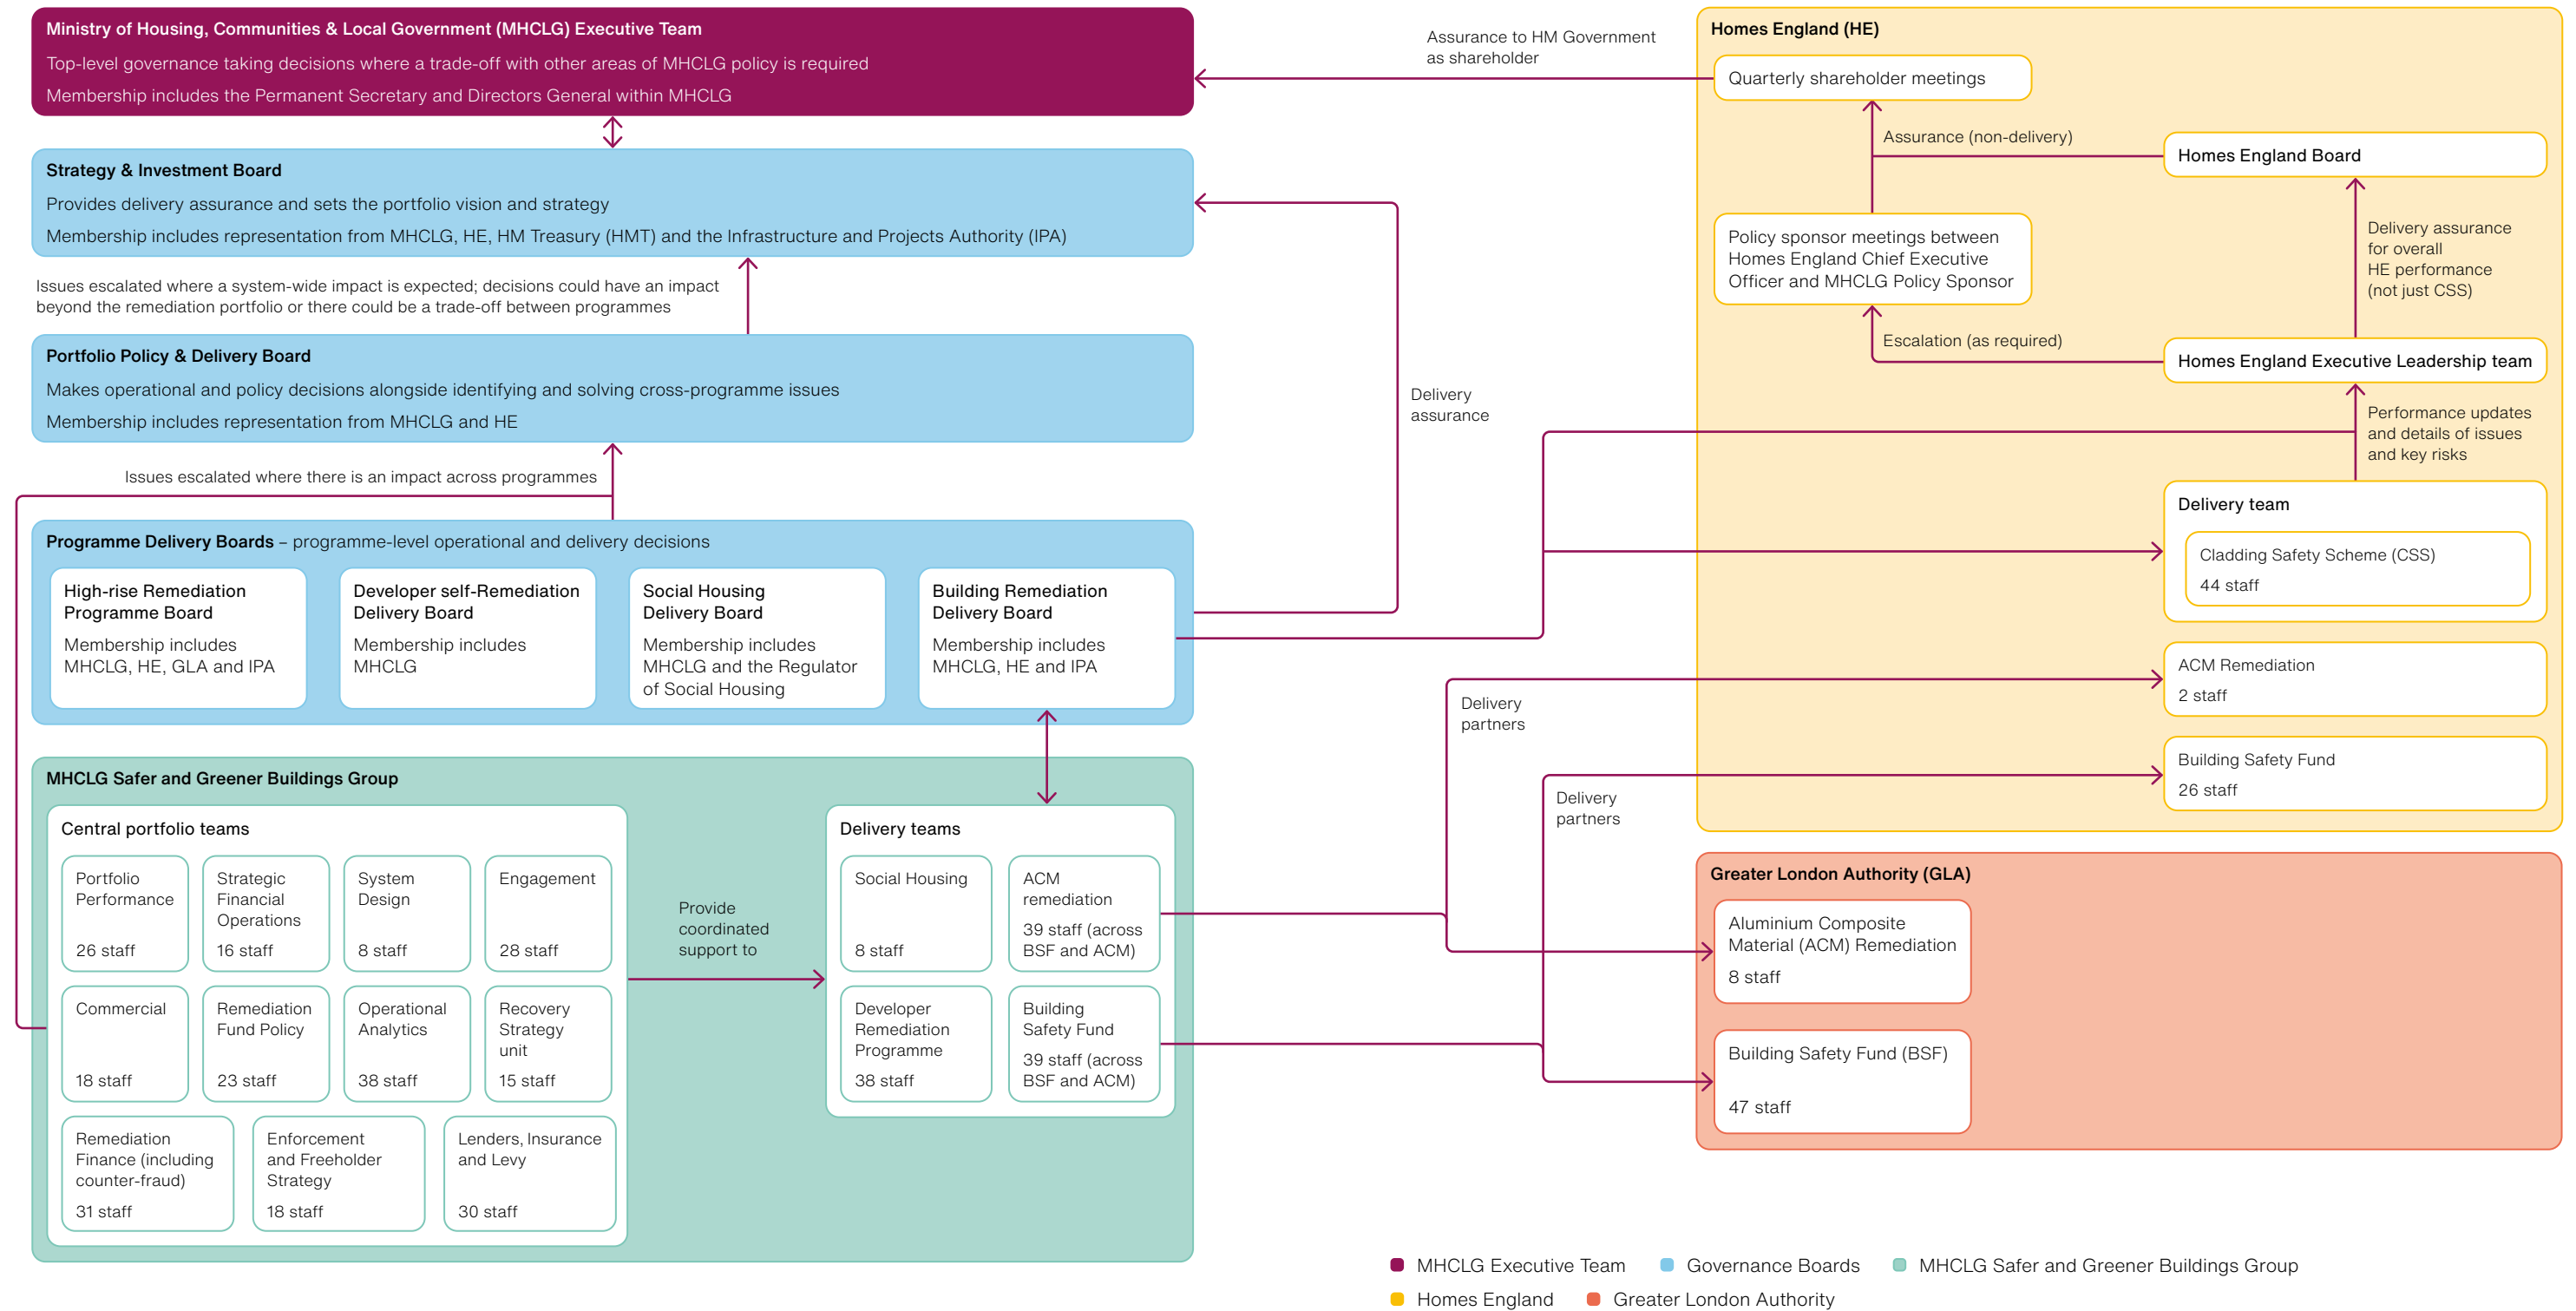 Ministry of Housing, Communities & Local Government (MHCLG) Executive Team
Top-level governance taking decisions where a trade-off with other areas of MHCLG policy is required
Membership includes the Permanent Secretary and Directors General within MHCLG
Strategy & Investment Board
Provides delivery assurance and sets the portfolio vision and strategy
Membership includes representation from MHCLG, HE, HM Treasury (HMT) and the Infrastructure and Projects Authority (IPA)
Issues escalated where a system-wide impact is expected; decisions could have an impact
beyond the remediation portfolio or there could be a trade-off between programmes
Portfolio Policy & Delivery Board
Makes operational and policy decisions alongside identifying and solving cross-programme issues
Membership includes representation from MHCLG and HE
Issues escalated where there is an impact across programmes
Programme Delivery Boards – programme-level operational and delivery decisions
High-rise Remediation
Programme Board
Membership includes
MHCLG, HE, GLA and IPA
Developer self-Remediation
Delivery Board
Membership includes
MHCLG
Social Housing
Delivery Board
Membership includes
MHCLG and the Regulator
of Social Housing
Building Remediation
Delivery Board
Membership includes
MHCLG, HE and IPA
MHCLG Safer and Greener Buildings Group
Central portfolio teams
Portfolio
Performance
26 staff
Strategic
Financial
Operations
16 staff
System
Design
8 staff
Engagement
28 staff
Commercial
18 staff
Remediation
Fund Policy
23 staff
Operational
Analytics
38 staff
Recovery
Strategy
unit
15 staff
Remediation
Finance (including
counter-fraud)
31 staff
Enforcement
and Freeholder
Strategy
18 staff
Lenders, Insurance
and Levy
30 staff
Provide
coordinated
support to
Delivery teams
Social Housing
8 staff
ACM
remediation
39 staff (across
BSF and ACM)
Developer
Remediation
Programme
38 staff
Building
Safety Fund
39 staff (across
BSF and ACM)
Assurance to HM Government
as shareholder
Delivery
assurance
Delivery
partners
Delivery
partners
Homes England (HE)
Quarterly shareholder meetings
Assurance (non-delivery)
Homes England Board
Policy sponsor meetings between
Homes England Chief Executive
Officer and MHCLG Policy Sponsor
Delivery assurance
for overall
HE performance
(not just CSS)
Escalation (as required)
Homes England Executive Leadership team
Performance updates
and details of issues
and key risks
Delivery team
Cladding Safety Scheme (CSS)
44 staff
ACM Remediation
2 staff
Building Safety Fund
26 staff
Greater London Authority (GLA)
Aluminium Composite
Material (ACM) Remediation
8 staff
Building Safety Fund (BSF)
47 staff
MHCLG Executive Team
Governance Boards
MHCLG Safer and Greener Buildings Group
Homes England
Greater London Authority